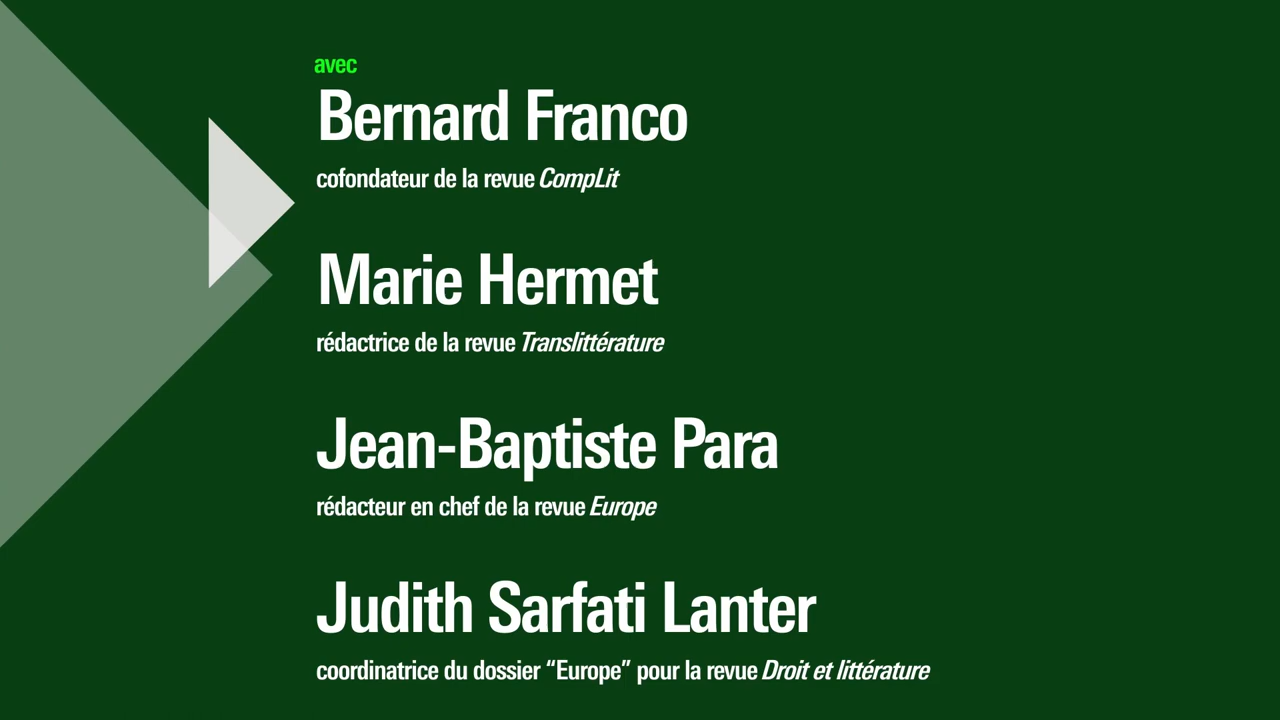 avec
Bernard Franco
cofondateur de la revue CompLit
Marie Hermet
rédactrice de la revue Translittérature
Jean-Baptiste Para
rédacteur en chef de la revue Europe
Judith Sarfati Lanter
coordinatrice du dossier “Europe” pour la revue Droit et littérature